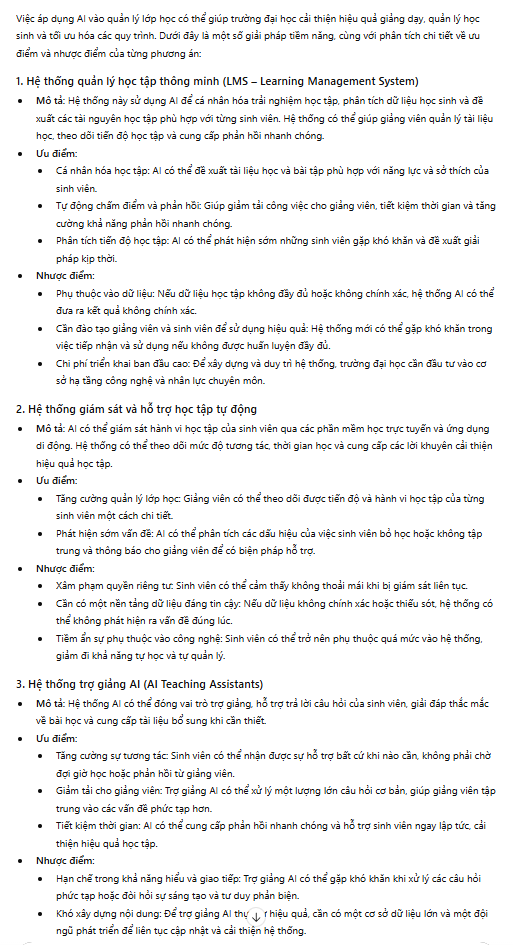 Việc áp dụng AI vào quản lý lớp học có thể giúp trường đại học cải thiện hiệu quả giảng dạy, quản lý học
sinh và tối ưu hóa các quy trình. Dưới đây là một số giải pháp tiềm năng, cùng với phân tích chi tiết về ưu
điểm và nhược điểm của từng phương án:
1. Hệ thống quản lý học tập thông minh (LMS – Learning Management System)
• Mô tả: Hệ thống này sử dụng AI để cá nhân hóa trải nghiệm học tập, phân tích dữ liệu học sinh và đề
xuất các tài nguyên học tập phù hợp với từng sinh viên. Hệ thống có thể giúp giảng viên quản lý tài liệu
học, theo dõi tiến độ học tập và cung cấp phản hồi nhanh chóng.
• Ưu điểm:
• Cá nhân hóa học tập: AI có thể đề xuất tài liệu học và bài tập phù hợp với năng lực và sở thích của
sinh viên.
• Tự động chấm điểm và phản hồi: Giúp giảm tải công việc cho giảng viên, tiết kiệm thời gian và tăng
cường khả năng phản hồi nhanh chóng.
• Phân tích tiến độ học tập: AI có thể phát hiện sớm những sinh viên gặp khó khăn và đề xuất giải
pháp kịp thời.
• Nhược điểm:
• Phụ thuộc vào dữ liệu: Nếu dữ liệu học tập không đầy đủ hoặc không chính xác, hệ thống AI có thể
đưa ra kết quả không chính xác.
• Cần đào tạo giảng viên và sinh viên để sử dụng hiệu quả: Hệ thống mới có thể gặp khó khăn trong
việc tiếp nhận và sử dụng nếu không được huấn luyện đầy đủ.
• Chi phí triển khai ban đầu cao: Để xây dựng và duy trì hệ thống, trường đại học cần đầu tư vào cơ
sở hạ tầng công nghệ và nhân lực chuyên môn.
2. Hệ thống giám sát và hỗ trợ học tập tự động
• Mô tả: AI có thể giám sát hành vi học tập của sinh viên qua các phần mềm học trực tuyến và ứng dụng
di động. Hệ thống có thể theo dõi mức độ tương tác, thời gian học và cung cấp các lời khuyên cải thiện
hiệu quả học tập.
• Ưu điểm:
• Tăng cường quản lý lớp học: Giảng viên có thể theo dõi được tiến độ và hành vi học tập của từng
sinh viên một cách chi tiết.
• Phát hiện sớm vấn đề: AI có thể phân tích các dấu hiệu của việc sinh viên bỏ học hoặc không tập
trung và thông báo cho giảng viên để có biện pháp hỗ trợ.
• Nhược điểm:
• Xâm phạm quyền riêng tư: Sinh viên có thể cảm thấy không thoải mái khi bị giám sát liên tục.
• Cần có một nền tảng dữ liệu đáng tin cậy: Nếu dữ liệu không chính xác hoặc thiếu sót, hệ thống có
thể không phát hiện ra vấn đề đúng lúc.
• Tiềm ẩn sự phụ thuộc vào công nghệ: Sinh viên có thể trở nên phụ thuộc quá mức vào hệ thống,
giảm đi khả năng tự học và tự quản lý.
3. Hệ thống trợ giảng AI (AI Teaching Assistants)
• Mô tả: Hệ thống AI có thể đóng vai trò trợ giảng, hỗ trợ trả lời câu hỏi của sinh viên, giải đáp thắc mắc
về bài học và cung cấp tài liệu bổ sung khi cần thiết.
• Ưu điểm:
• Tăng cường sự tương tác: Sinh viên có thể nhận được sự hỗ trợ bất cứ khi nào cần, không phải chờ
đợi giờ học hoặc phản hồi từ giảng viên.
• Giảm tải cho giảng viên: Trợ giảng AI có thể xử lý một lượng lớn câu hỏi cơ bản, giúp giảng viên tập
trung vào các vấn đề phức tạp hơn.
• Tiết kiệm thời gian: AI có thể cung cấp phản hồi nhanh chóng và hỗ trợ sinh viên ngay lập tức, cải
thiện hiệu quả học tập.
• Nhược điểm:
• Hạn chế trong khả năng hiểu và giao tiếp: Trợ giảng AI có thể gặp khó khăn khi xử lý các câu hỏi
phức tạp hoặc đòi hỏi sự sáng tạo và tư duy phản biện.
• Khó xây dựng nội dung: Để trợ giảng AI hiệu quả, cần có một cơ sở dữ liệu lớn và một đội
ngũ phát triển để liên tục cập nhật và cải thiện hệ thống.